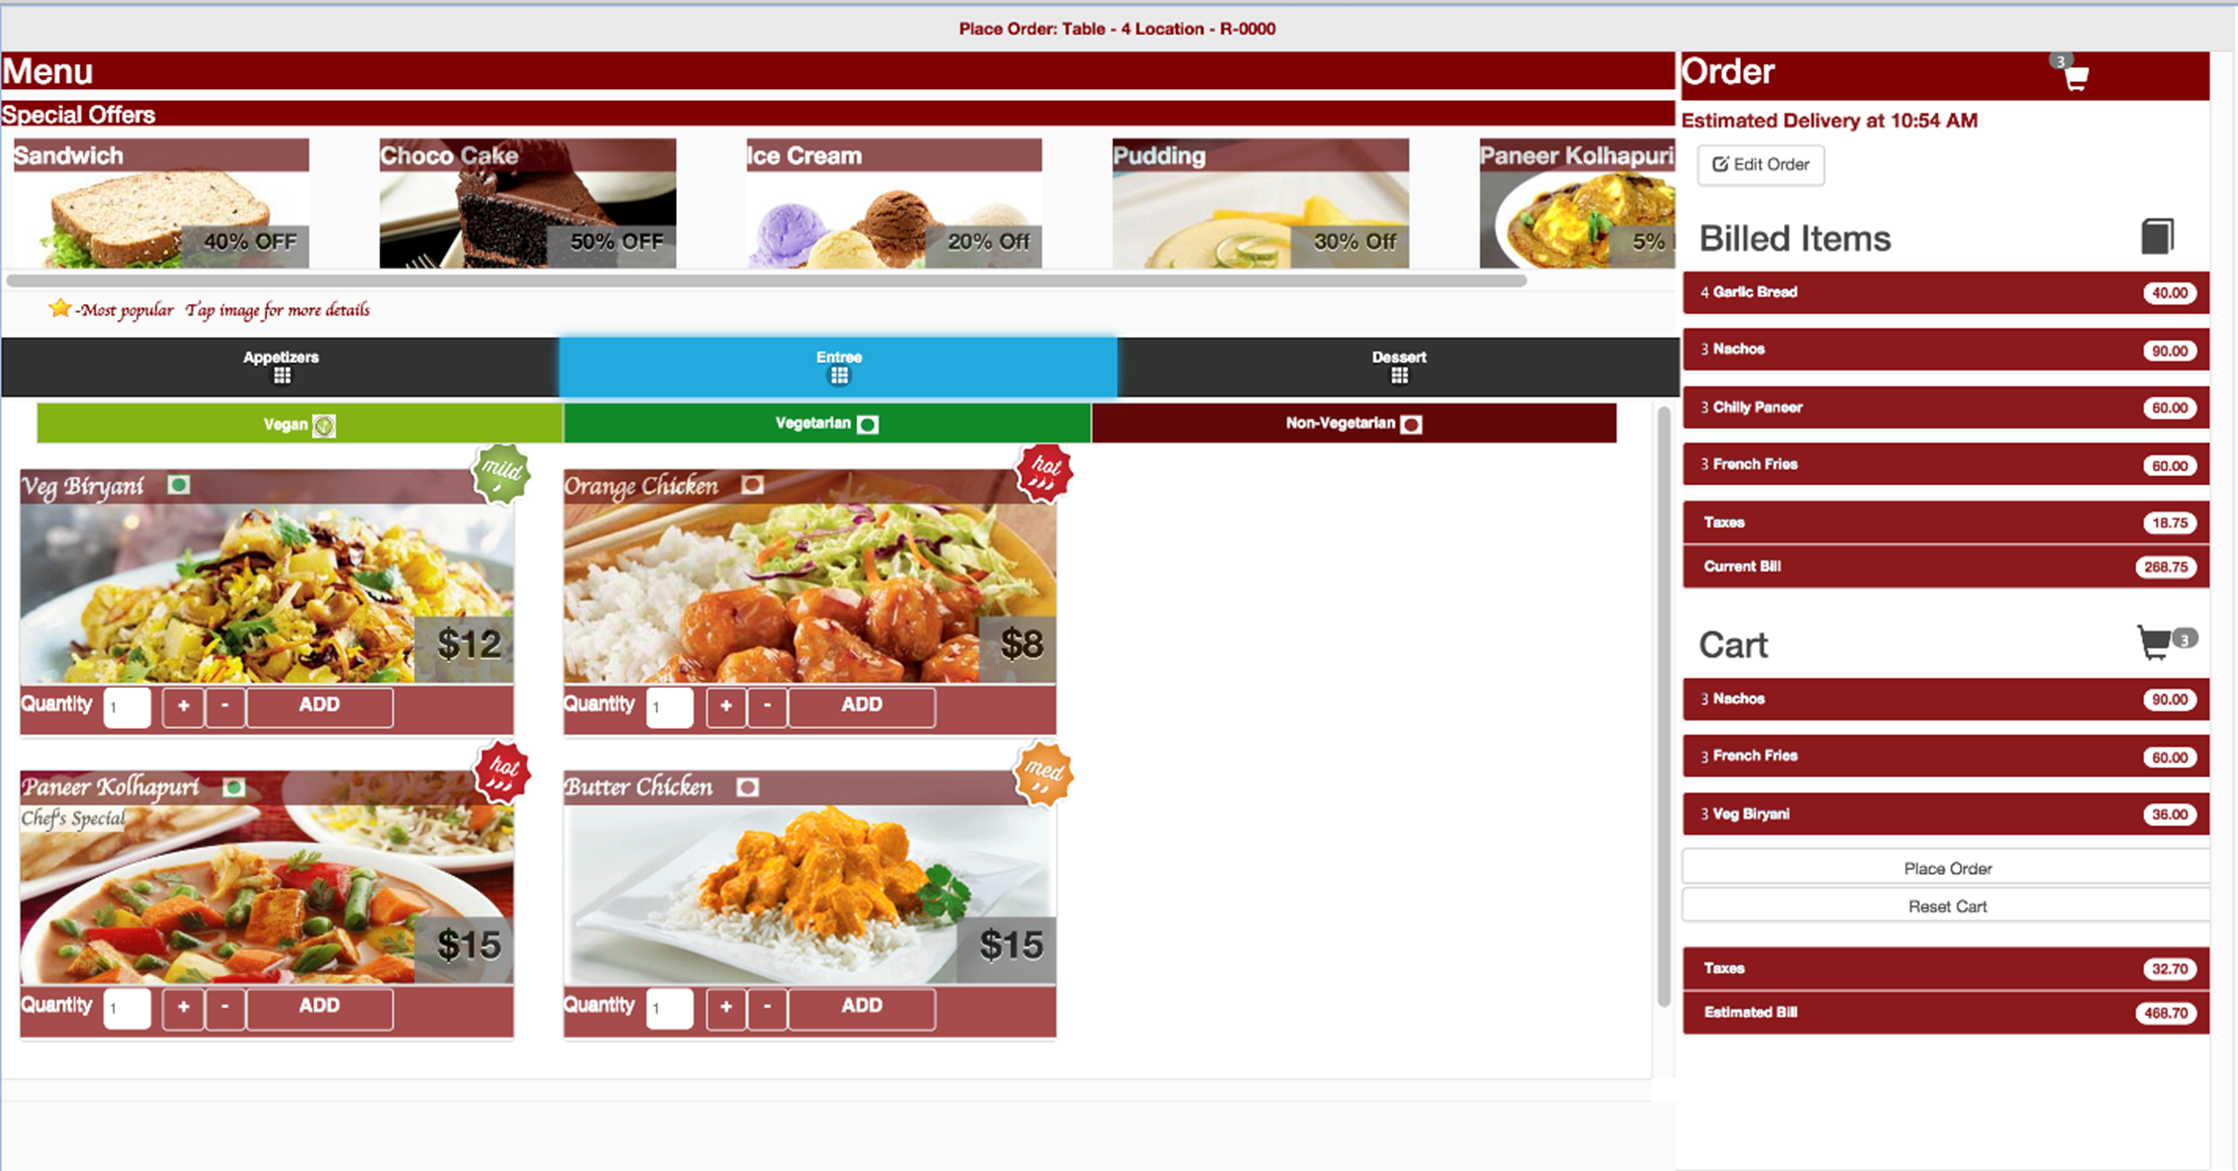 Place Order: Table - 4 Location - R-0000
Menu
Special Offers
Sandwich
40% OFF
Choco Cake
50% OFF
Ice Cream
20% Off
Pudding
30% Off
Paneer Kolhapuri
5%
-Most popular Tap image for more details
Appetizers
Entree
Dessert
Vegan
Vegetarian
Non-Vegetarian
Veg Biryani
mild
$12
Quantity 1 + - ADD
Orange Chicken
hot
$8
Quantity 1 + - ADD
Paneer Kolhapuri
hot
Chef's Special
$15
Quantity 1 + - ADD
Butter Chicken
med
$15
Quantity 1 + - ADD
Order 3
Estimated Delivery at 10:54 AM
Edit Order
Billed Items
4 Garlic Bread 40.00
3 Nachos 90.00
3 Chilly Paneer 60.00
3 French Fries 60.00
Taxes 18.75
Current Bill 268.75
Cart 3
3 Nachos 90.00
3 French Fries 60.00
3 Veg Biryani 36.00
Place Order
Reset Cart
Taxes 32.70
Estimated Bill 468.70